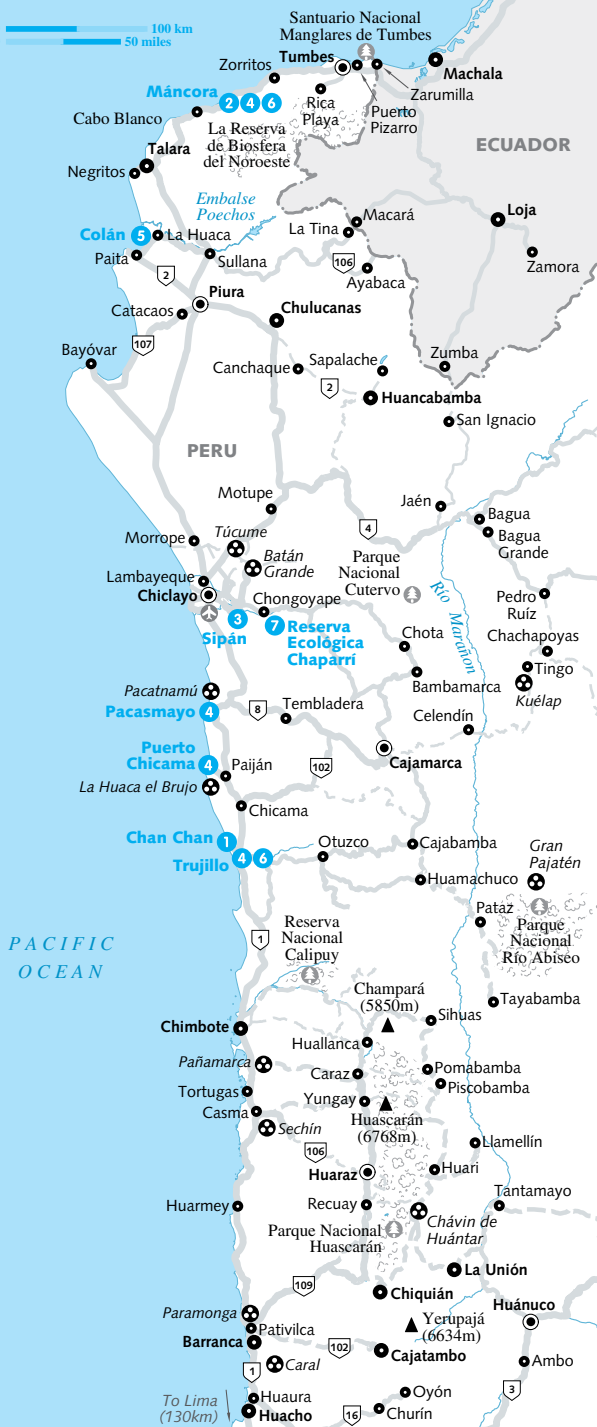 100 km
50 miles
Santuario Nacional
Manglares de Tumbes
Tumbes
Zorritos
Machala
Zarumilla
Máncora
2 4 6
Rica
Playa
Puerto
Pizarro
Cabo Blanco
La Reserva
de Biosfera
del Noroeste
ECUADOR
Talara
Negritos
Embalse
Poechos
Macará
Loja
Colán
5
La Huaca
La Tina
Paita
Sullana
106
Zamora
2
Ayabaca
Piura
Catacaos
Chulucanas
107
Bayóvar
Canchaque
Sapalache
Zumba
2
Huancabamba
San Ignacio
PERU
Motupe
Jaén
Bagua
4
Morrope
Túcume
Bagua
Grande
Batán
Grande
Parque
Nacional
Cutervo
Lambayeque
Chiclayo
Chongoyape
Río Marañon
Pedro
Ruíz
3
Sipán
7
Reserva
Ecológica
Chaparrí
Chota
Chachapoyas
Tingo
Bambamarca
Kuélap
Pacatnamú
Pacasmayo
4
8
Tembladera
Celendín
Puerto
Chicama
4
Cajamarca
Paiján
102
La Huaca el Brujo
Chicama
Chan Chan
1
Otuzco
Cajabamba
Trujillo
4 6
Gran
Pajatén
Huamachuco
Pataz
PACIFIC
OCEAN
1
Reserva
Nacional
Calipuy
Parque
Nacional
Río Abiseo
Champará
(5850m)
Tayabamba
Sihuas
Chimbote
Huallanca
Pañamarca
Caraz
Pomabamba
Piscobamba
Tortugas
Yungay
Casma
Huascarán
(6768m)
Sechín
106
Llamellín
Huaraz
Huari
Huarmey
Recuay
Tantamayo
Chávin de
Huántar
Parque Nacional
Huascarán
La Unión
109
Chiquián
Huánuco
Paramonga
Pativilca
Yerupajá
(6634m)
Barranca
102
Cajatambo
Caral
Ambo
1
3
To Lima
(130km)
Huaura
Oyón
Huacho
16
Churín